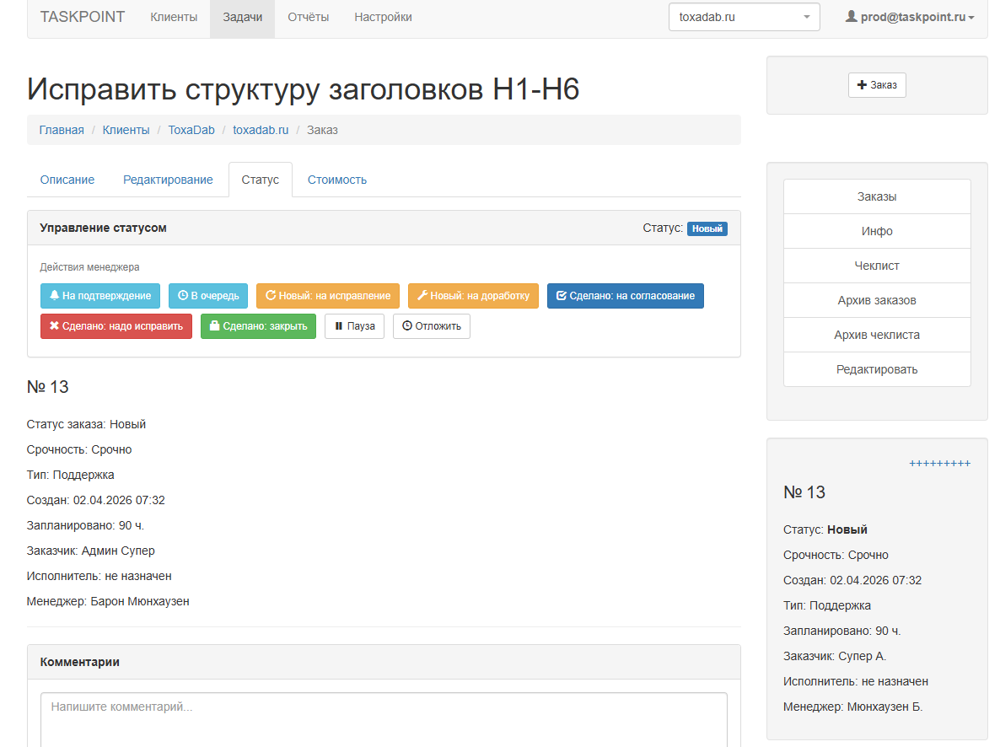 TASKPOINT Клиенты Задачи Отчёты Настройки toxadab.ru prod@taskpoint.ru
Исправить структуру заголовков H1-H6
Главная / Клиенты / ToxaDab / toxadab.ru / Заказ
Описание Редактирование Статус Стоимость
Управление статусом Статус: Новый
Действия менеджера
На подтверждение В очередь Новый: на исправление Новый: на доработку Сделано: на согласование
Сделано: надо исправить Сделано: закрыть Пауза Отложить
№ 13
Статус заказа: Новый
Срочность: Срочно
Тип: Поддержка
Создан: 02.04.2026 07:32
Запланировано: 90 ч.
Заказчик: Админ Супер
Исполнитель: не назначен
Менеджер: Барон Мюнхаузен
Комментарии
Напишите комментарий...
Заказ
Заказы
Инфо
Чеклист
Архив заказов
Архив чеклиста
Редактировать
+++++++++
№ 13
Статус: Новый
Срочность: Срочно
Создан: 02.04.2026 07:32
Тип: Поддержка
Запланировано: 90 ч.
Заказчик: Супер А.
Исполнитель: не назначен
Менеджер: Мюнхаузен Б.